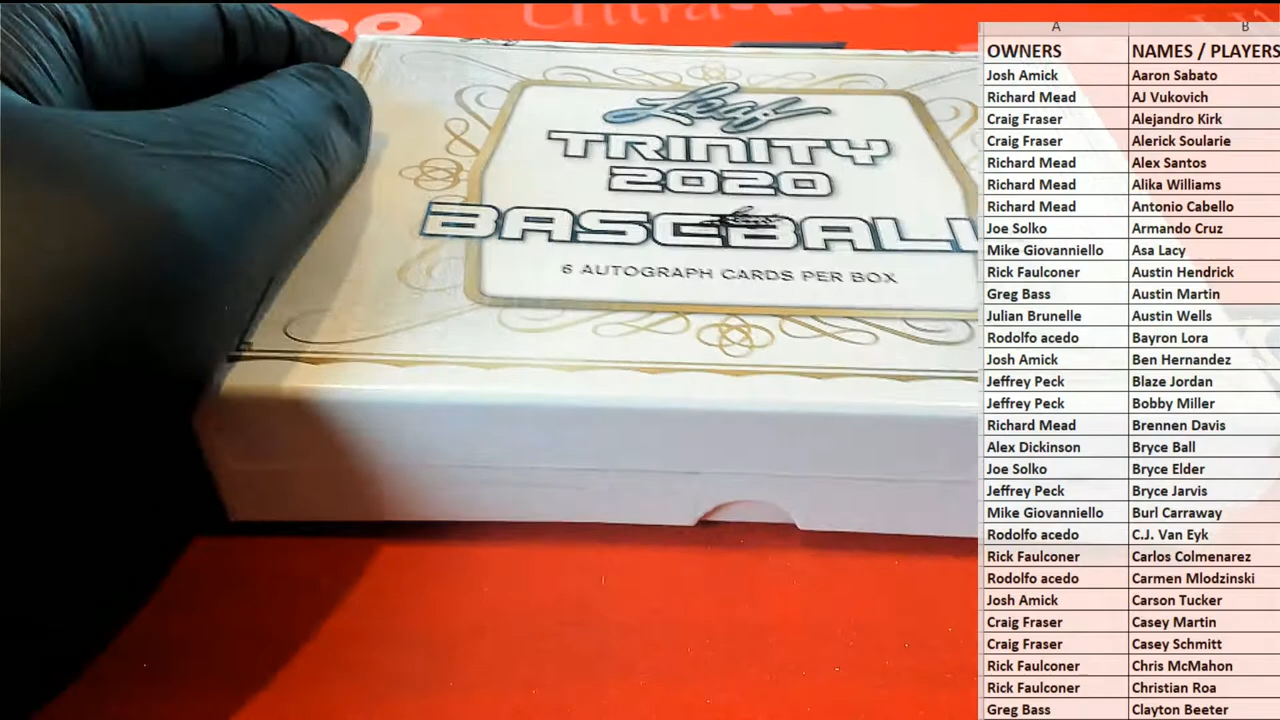 Ultra PRO
RO
Leaf
TRINITY
2020
BASEBALL
6 AUTOGRAPH CARDS PER BOX
A B
OWNERS NAMES / PLAYERS
Josh Amick Aaron Sabato
Richard Mead AJ Vukovich
Craig Fraser Alejandro Kirk
Craig Fraser Alerick Soularie
Richard Mead Alex Santos
Richard Mead Alika Williams
Richard Mead Antonio Cabello
Joe Solko Armando Cruz
Mike Giovanniello Asa Lacy
Rick Faulconer Austin Hendrick
Greg Bass Austin Martin
Julian Brunelle Austin Wells
Rodolfo acedo Bayron Lora
Josh Amick Ben Hernandez
Jeffrey Peck Blaze Jordan
Jeffrey Peck Bobby Miller
Richard Mead Brennen Davis
Alex Dickinson Bryce Ball
Joe Solko Bryce Elder
Jeffrey Peck Bryce Jarvis
Mike Giovanniello Burl Carraway
Rodolfo acedo C.J. Van Eyk
Rick Faulconer Carlos Colmenarez
Rodolfo acedo Carmen Mlodzinski
Josh Amick Carson Tucker
Craig Fraser Casey Martin
Craig Fraser Casey Schmitt
Rick Faulconer Chris McMahon
Rick Faulconer Christian Roa
Greg Bass Clayton Beeter